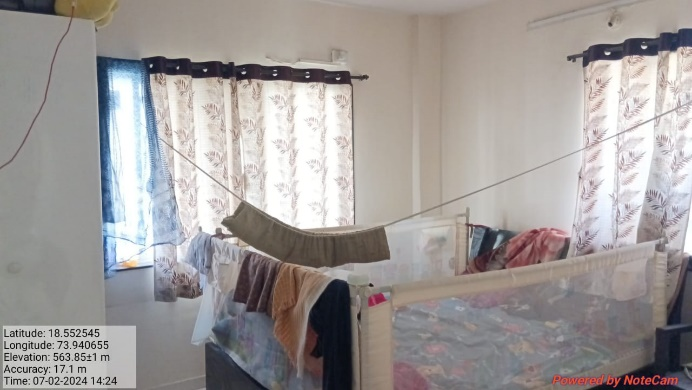 Latitude: 18.552545
Longitude: 73.940655
Elevation: 563.85±1 m
Accuracy: 17.1 m
Time: 07-02-2024 14:24
Powered by NoteCam